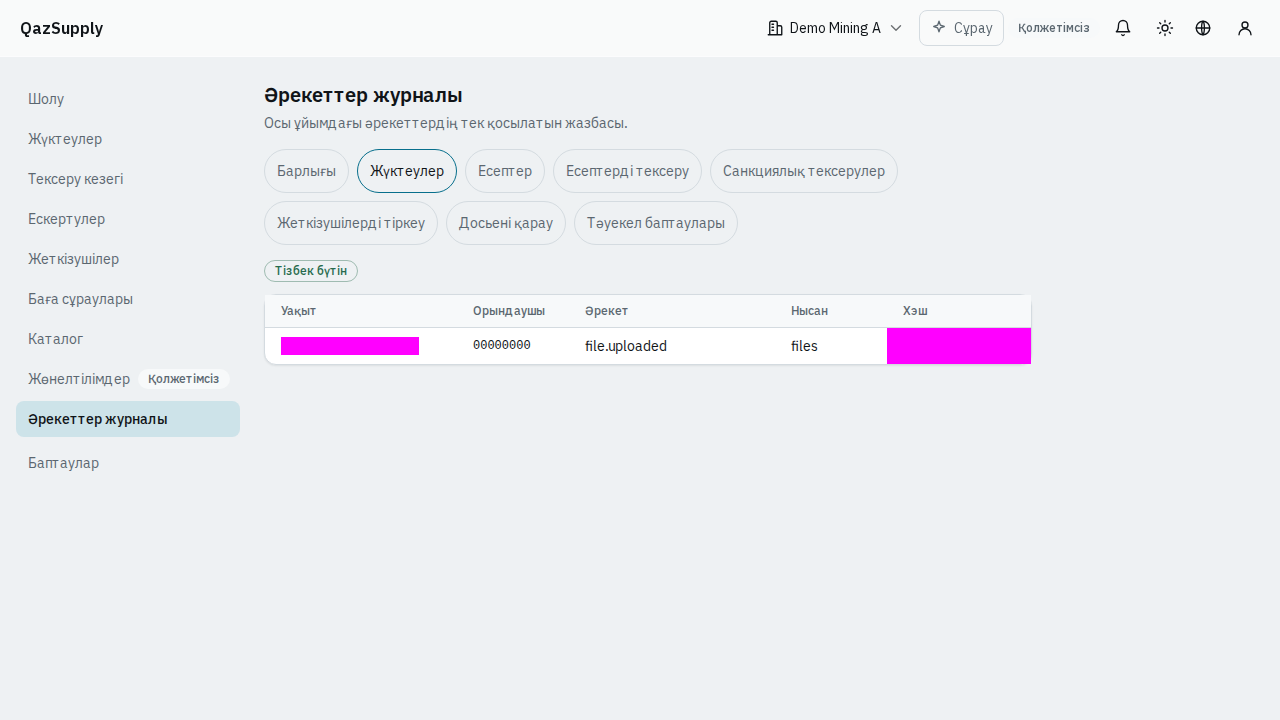 QazSupply
Demo Mining A
Сұрау
Қолжетімсіз
Шолу
Жүктеулер
Тексеру кезегі
Ескертулер
Жеткізушілер
Баға сұраулары
Каталог
Жөнелтілімдер Қолжетімсіз
Әрекеттер журналы
Баптаулар
Әрекеттер журналы
Осы ұйымдағы әрекеттердің тек қосылатын жазбасы.
Барлығы Жүктеулер Есептер Есептерді тексеру Санкциялық тексерулер
Жеткізушілерді тіркеу Досьені қарау Тәуекел баптаулары
Тізбек бүтін
Уақыт Орындаушы Әрекет Нысан Хэш
00000000 file.uploaded files